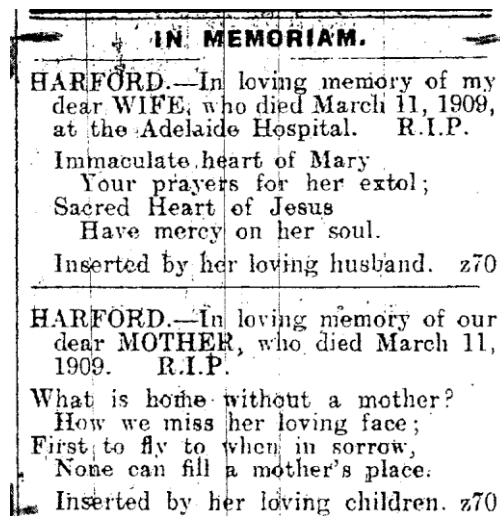 IN MEMORIAM.
HARFORD.—In loving memory of my
dear WIFE, who died March 11, 1909,
at the Adelaide Hospital. R.I.P.
Immaculate heart of Mary
Your prayers for her extol;
Sacred Heart of Jesus
Have mercy on her soul.
Inserted by her loving husband. z70
HARFORD.—In loving memory of our
dear MOTHER, who died March 11,
1909. R.I.P.
What is home without a mother?
How we miss her loving face;
First to fly to when in sorrow,
None can fill a mother's place.
Inserted by her loving children. z70